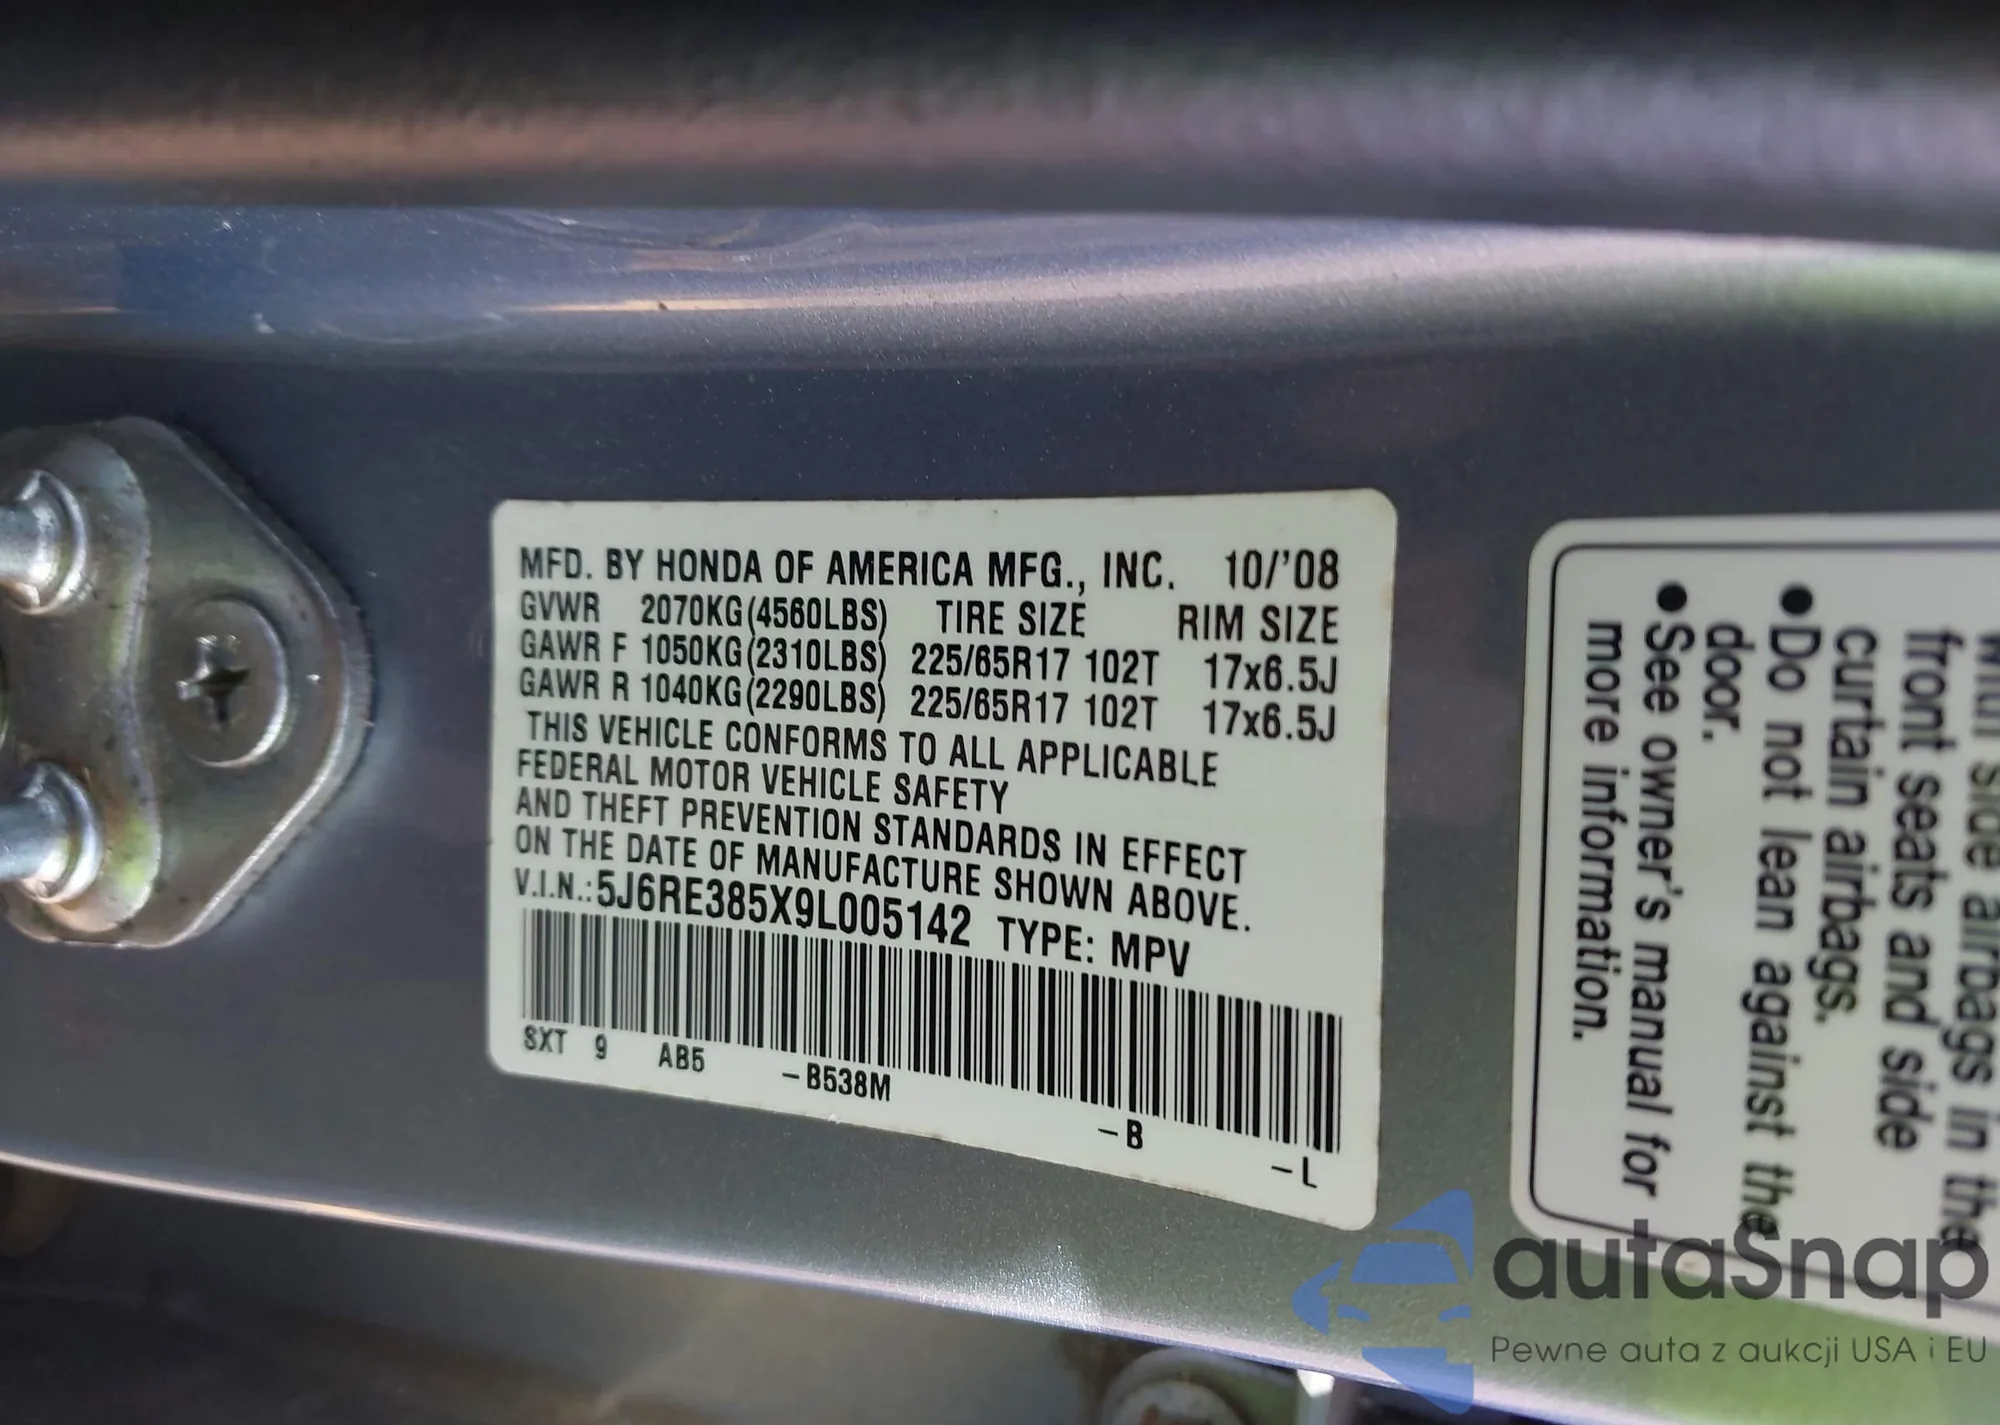 MFD. BY HONDA OF AMERICA MFG., INC. 10/'08
GVWR 2070KG(4560LBS) TIRE SIZE RIM SIZE
GAWR F 1050KG(2310LBS) 225/65R17 102T 17x6.5J
GAWR R 1040KG(2290LBS) 225/65R17 102T 17x6.5J
THIS VEHICLE CONFORMS TO ALL APPLICABLE
FEDERAL MOTOR VEHICLE SAFETY
AND THEFT PREVENTION STANDARDS IN EFFECT
ON THE DATE OF MANUFACTURE SHOWN ABOVE.
V.I.N.:5J6RE385X9L005142 TYPE: MPV
SXT 9 AB5 -B538M -B -L
side airbags in the
front seats and side
curtain airbags.
●Do not lean against the
door.
●See owner's manual for
more information.
autaSnap
Pewne auta z aukcji USA i EU